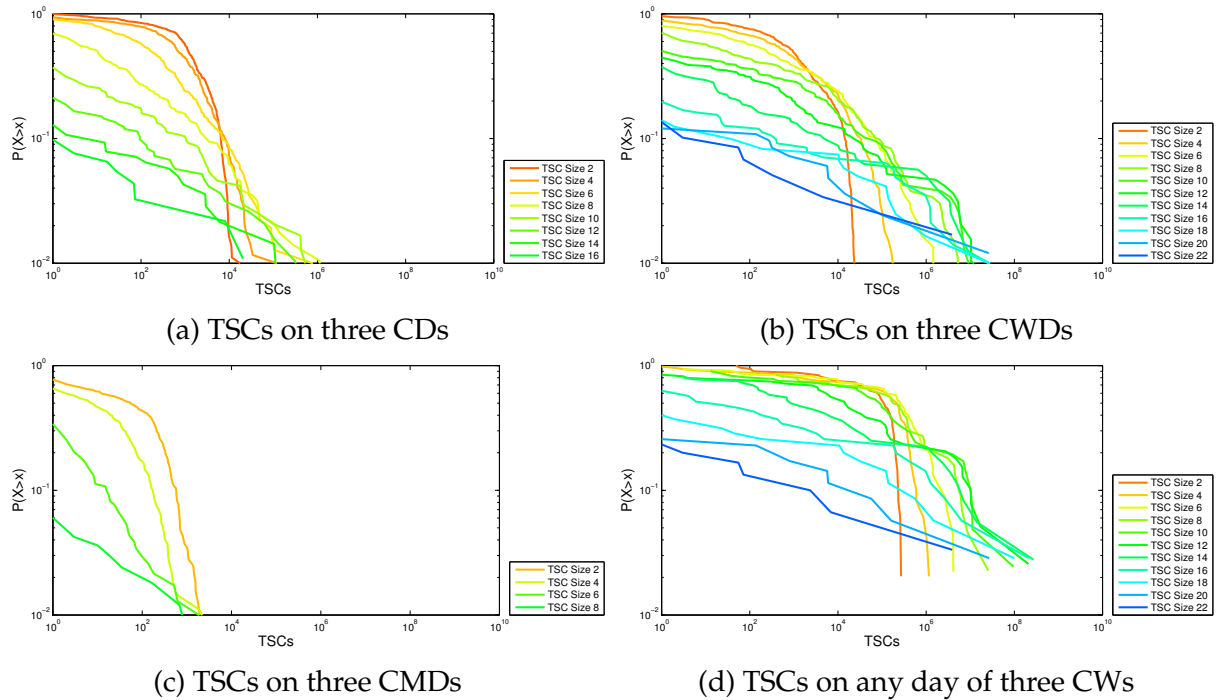 10^0
10^-1
10^-2
P(X>x)
10^0 10^2 10^4 10^6 10^8 10^10
TSCs
TSC Size 2
TSC Size 4
TSC Size 6
TSC Size 8
TSC Size 10
TSC Size 12
TSC Size 14
TSC Size 16
(a) TSCs on three CDs
10^0
10^-1
10^-2
P(X>x)
10^0 10^2 10^4 10^6 10^8 10^10
TSCs
TSC Size 2
TSC Size 4
TSC Size 6
TSC Size 8
TSC Size 10
TSC Size 12
TSC Size 14
TSC Size 16
TSC Size 18
TSC Size 20
TSC Size 22
(b) TSCs on three CWDs
10^0
10^-1
10^-2
P(X>x)
10^0 10^2 10^4 10^6 10^8 10^10
TSCs
TSC Size 2
TSC Size 4
TSC Size 6
TSC Size 8
(c) TSCs on three CMDs
10^0
10^-1
10^-2
P(X>x)
10^0 10^2 10^4 10^6 10^8 10^10
TSCs
TSC Size 2
TSC Size 4
TSC Size 6
TSC Size 8
TSC Size 10
TSC Size 12
TSC Size 14
TSC Size 16
TSC Size 18
TSC Size 20
TSC Size 22
(d) TSCs on any day of three CWs